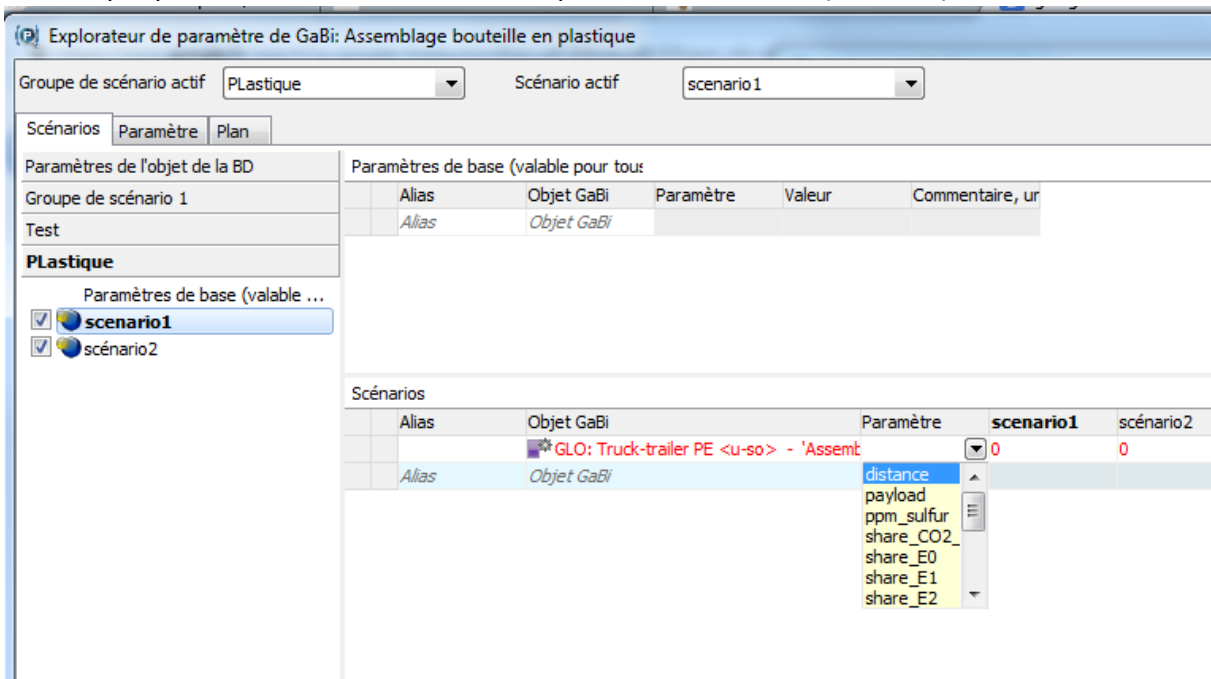 Explorateur de paramètre de GaBi: Assemblage bouteille en plastique
Groupe de scénario actif PLastique Scénario actif scenario1
Scénarios Paramètre Plan
Paramètres de l'objet de la BD
Groupe de scénario 1
Test
PLastique
Paramètres de base (valable ...
scenario1
scénario2
Paramètres de base (valable pour tous
Alias Objet GaBi Paramètre Valeur Commentaire, ur
Alias Objet GaBi
Scénarios
Alias Objet GaBi Paramètre scenario1 scénario2
GLO: Truck-trailer PE <u-so> - 'Assemb 0 0
Alias Objet GaBi
distance
payload
ppm_sulfur
share_CO2_
share_E0
share_E1
share_E2